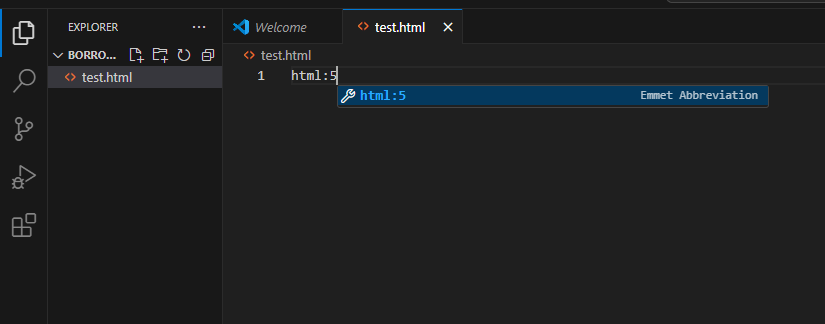 EXPLORER ···
BORRO...
test.html
Welcome
test.html
test.html
1 html:5
html:5 Emmet Abbreviation